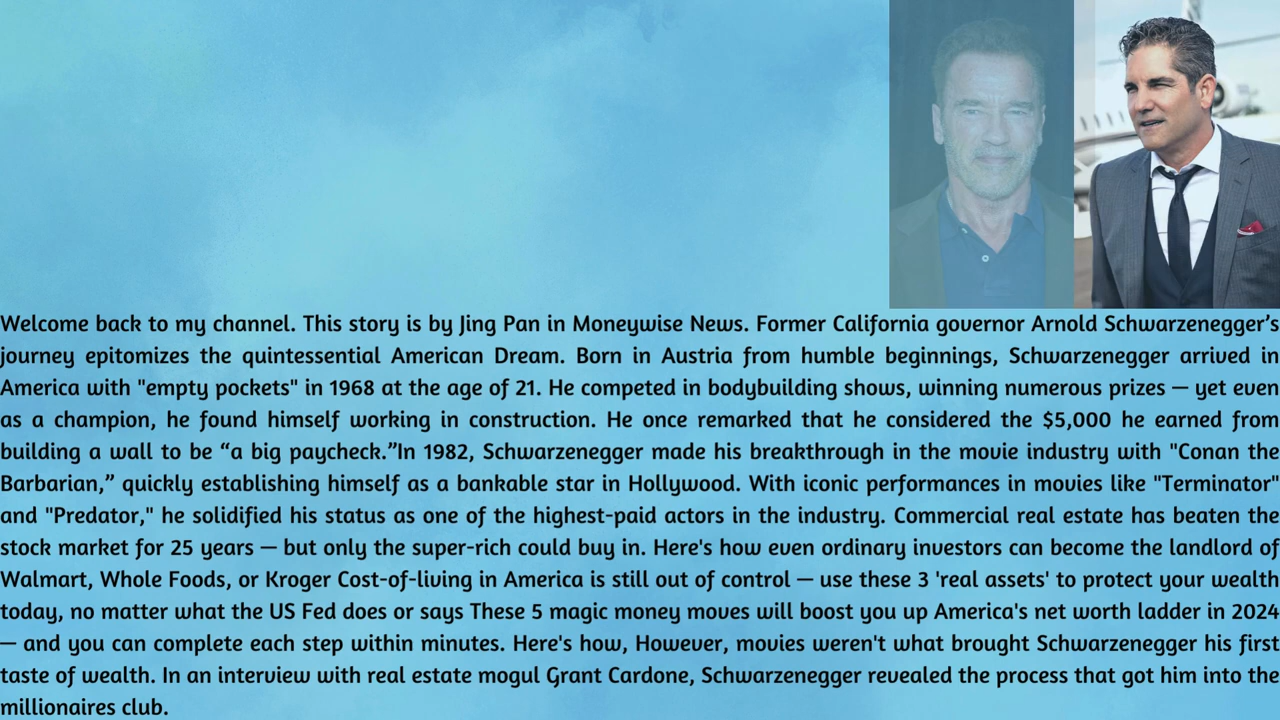 Welcome back to my channel. This story is by Jing Pan in Moneywise News. Former California governor Arnold Schwarzenegger’s
journey epitomizes the quintessential American Dream. Born in Austria from humble beginnings, Schwarzenegger arrived in
America with "empty pockets" in 1968 at the age of 21. He competed in bodybuilding shows, winning numerous prizes — yet even
as a champion, he found himself working in construction. He once remarked that he considered the $5,000 he earned from
building a wall to be “a big paycheck.”In 1982, Schwarzenegger made his breakthrough in the movie industry with "Conan the
Barbarian,” quickly establishing himself as a bankable star in Hollywood. With iconic performances in movies like "Terminator"
and "Predator," he solidified his status as one of the highest-paid actors in the industry. Commercial real estate has beaten the
stock market for 25 years — but only the super-rich could buy in. Here's how even ordinary investors can become the landlord of
Walmart, Whole Foods, or Kroger Cost-of-living in America is still out of control — use these 3 'real assets' to protect your wealth
today, no matter what the US Fed does or says These 5 magic money moves will boost you up America's net worth ladder in 2024
— and you can complete each step within minutes. Here's how, However, movies weren't what brought Schwarzenegger his first
taste of wealth. In an interview with real estate mogul Grant Cardone, Schwarzenegger revealed the process that got him into the
millionaires club.